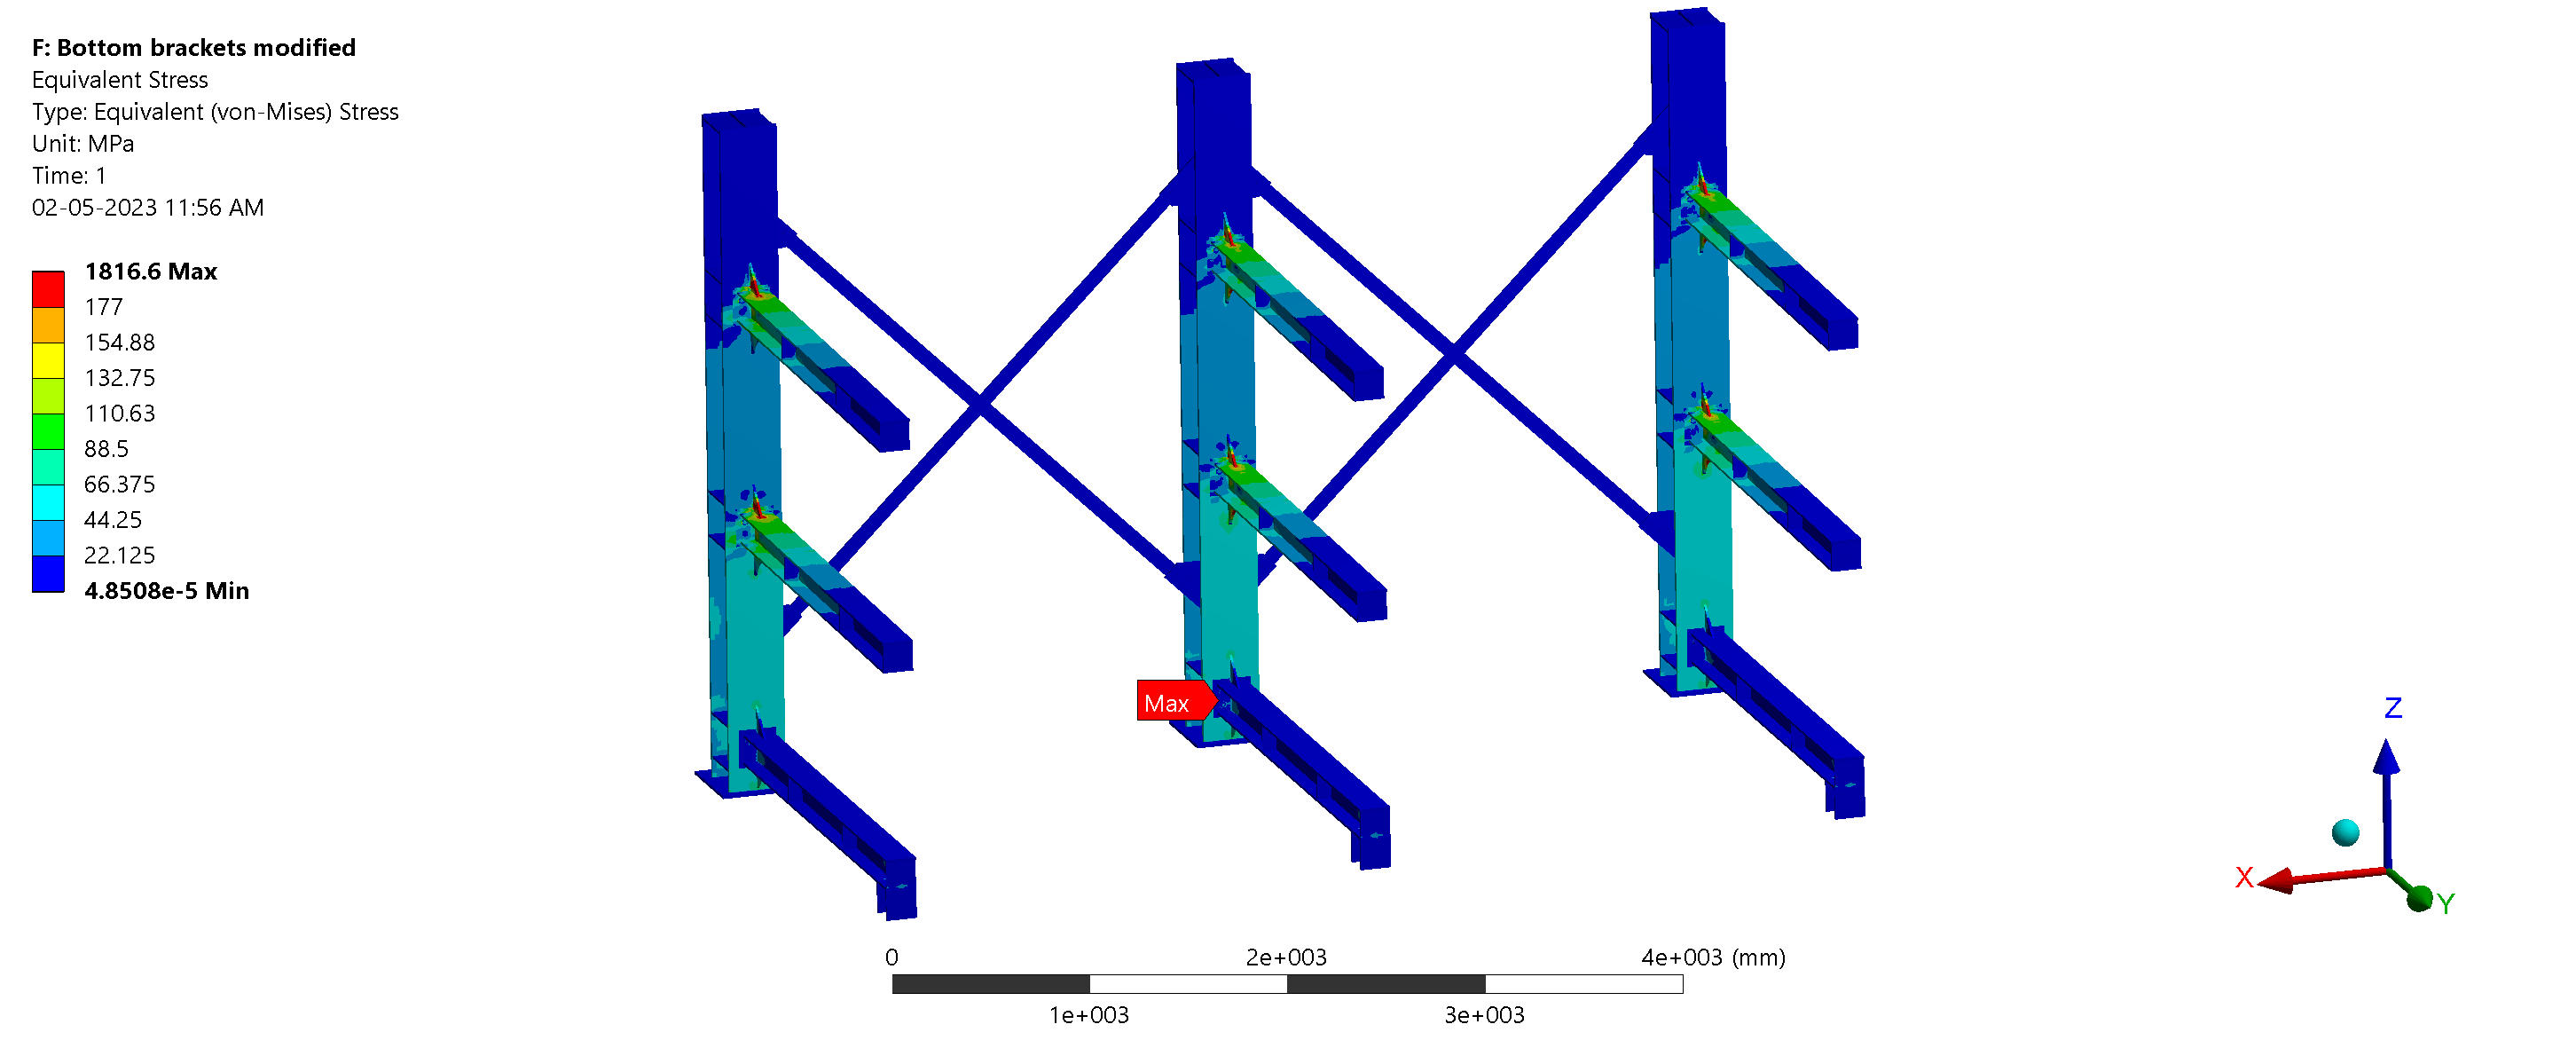 F: Bottom brackets modified
Equivalent Stress
Type: Equivalent (von-Mises) Stress
Unit: MPa
Time: 1
02-05-2023 11:56 AM
1816.6 Max
177
154.88
132.75
110.63
88.5
66.375
44.25
22.125
4.8508e-5 Min
Max
Z
X
Y
0
2e+003
4e+003 (mm)
1e+003
3e+003